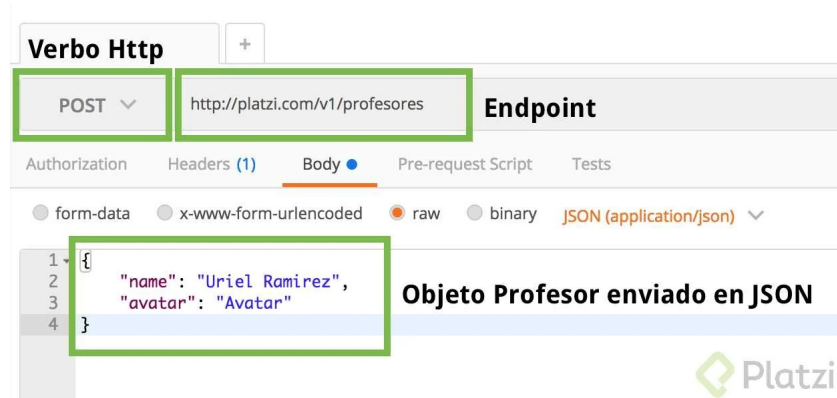 Verbo Http
+
POST
http://platzi.com/v1/profesores
Endpoint
Authorization Headers (1) Body Pre-request Script Tests
form-data x-www-form-urlencoded raw binary JSON (application/json)
1 {
2 "name": "Uriel Ramirez",
3 "avatar": "Avatar"
4 }
Objeto Profesor enviado en JSON
Platzi